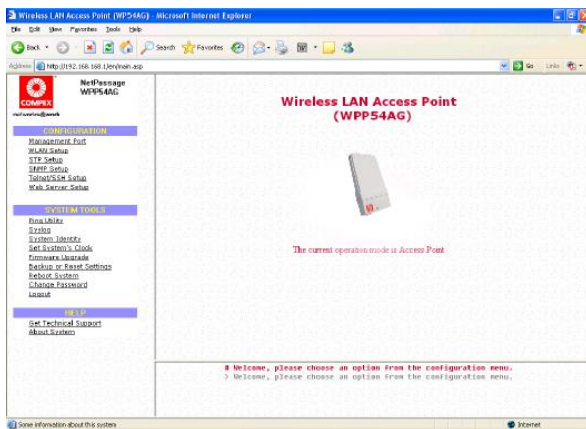 Wireless LAN Access Point (WPP54AG) - Microsoft Internet Explorer
File Edit View Favorites Tools Help
Back Search Favorites
Address http://192.168.168.1/en/main.asp Go Links
COMPEX
NetPassage
WPP54AG
networks@work
CONFIGURATION
Management Port
WLAN Setup
STP Setup
SNMP Setup
Telnet/SSH Setup
Web Server Setup
SYSTEM TOOLS
Ping Utility
Syslog
System Identity
Set System's Clock
Firmware Upgrade
Backup or Reset Settings
Reboot System
Change Password
Logout
HELP
Get Technical Support
About System
Wireless LAN Access Point
(WPP54AG)
The current operation mode is Access Point
# Welcome, please choose an option from the configuration menu.
> Welcome, please choose an option from the configuration menu.
Some information about this system
Internet